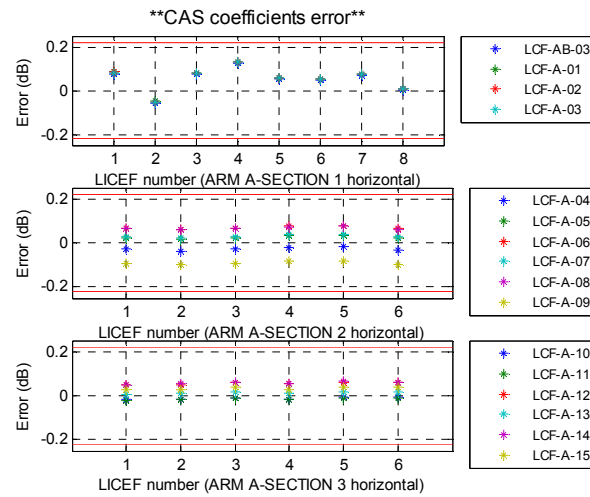 **CAS coefficients error**
0.2
0
-0.2
Error (dB)
1 2 3 4 5 6 7 8
LICEF number (ARM A-SECTION 1 horizontal)
LCF-AB-03
LCF-A-01
LCF-A-02
LCF-A-03
0.2
0
-0.2
Error (dB)
1 2 3 4 5 6
LICEF number (ARM A-SECTION 2 horizontal)
LCF-A-04
LCF-A-05
LCF-A-06
LCF-A-07
LCF-A-08
LCF-A-09
0.2
0
-0.2
Error (dB)
1 2 3 4 5 6
LICEF number (ARM A-SECTION 3 horizontal)
LCF-A-10
LCF-A-11
LCF-A-12
LCF-A-13
LCF-A-14
LCF-A-15